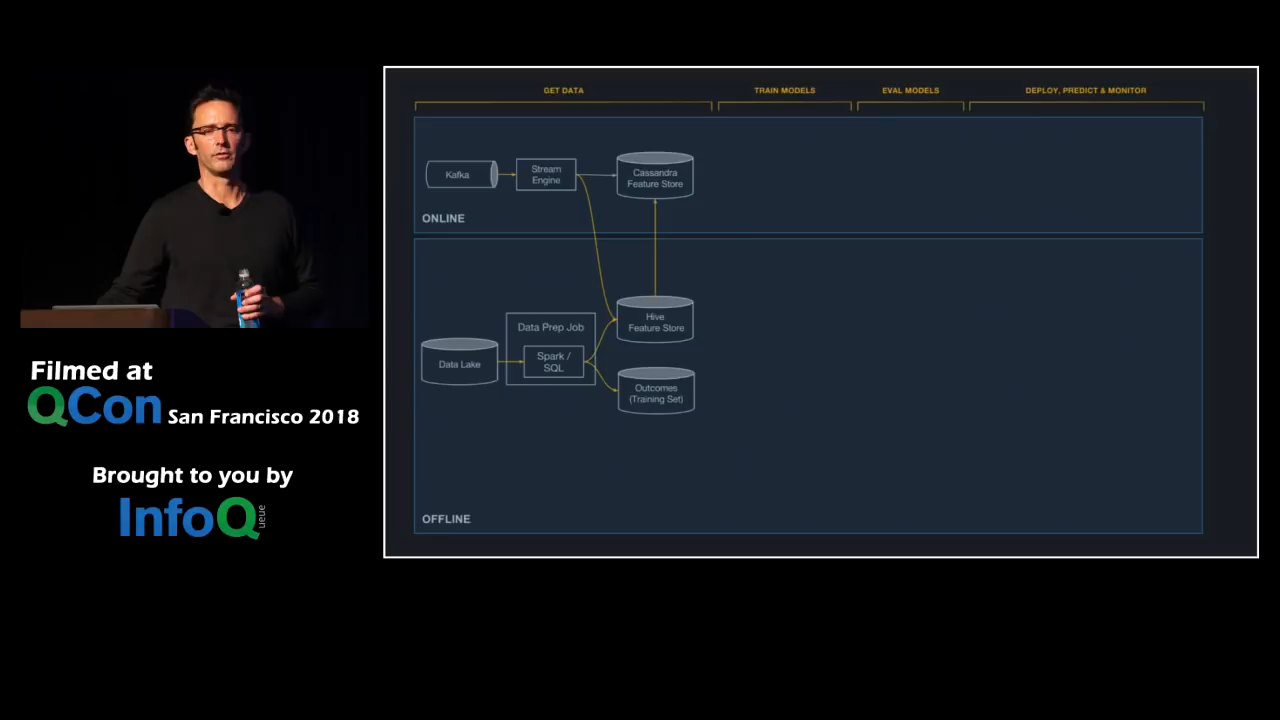 GET DATA
TRAIN MODELS
EVAL MODELS
DEPLOY, PREDICT & MONITOR
Kafka
Stream
Engine
Cassandra
Feature Store
ONLINE
Hive
Feature Store
Data Prep Job
Spark /
SQL
Data Lake
Outcomes
(Training Set)
OFFLINE
Filmed at
QCon San Francisco 2018
Brought to you by
InfoQ
ueue